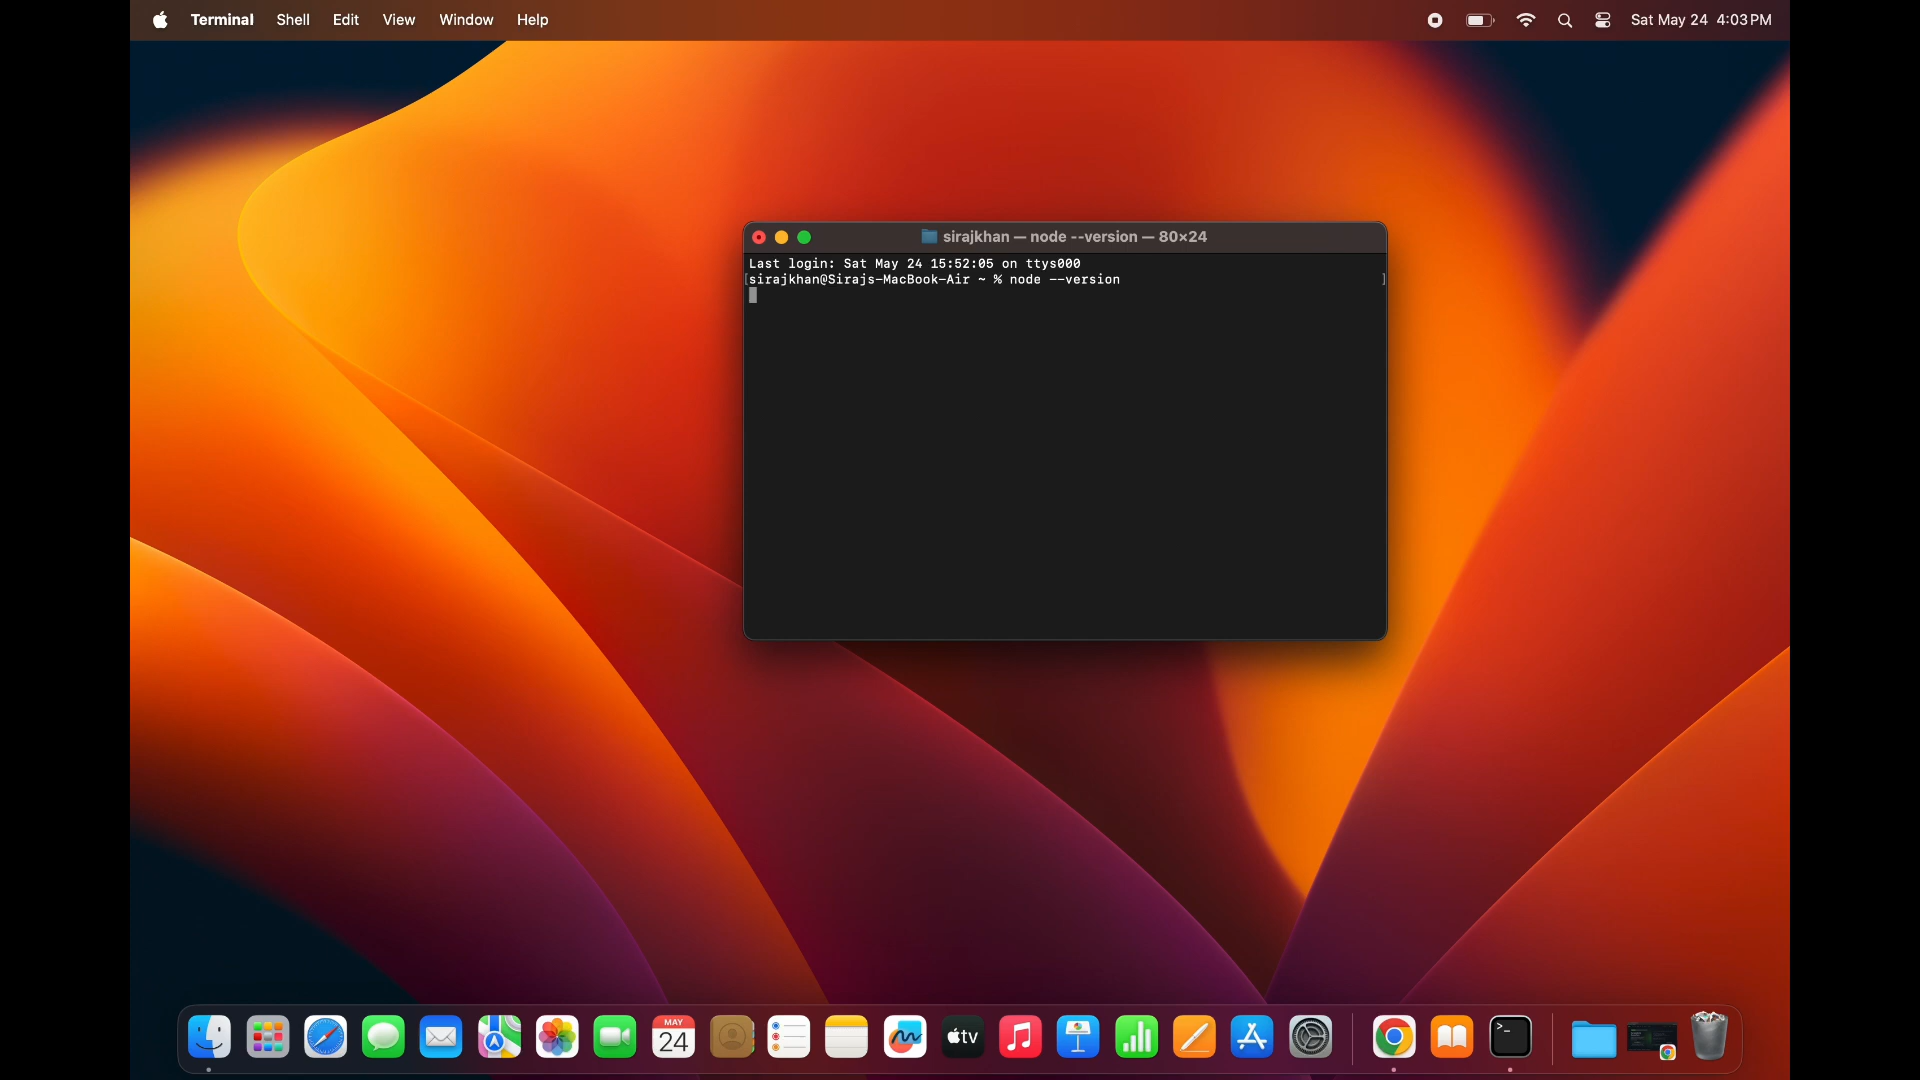 Terminal Shell Edit View Window Help
Sat May 24 4:03 PM
sirajkhan — node --version — 80×24
Last login: Sat May 24 15:52:05 on ttys000
[sirajkhan@Sirajs-MacBook-Air ~ % node --version ]
MAY
24
tv
>_